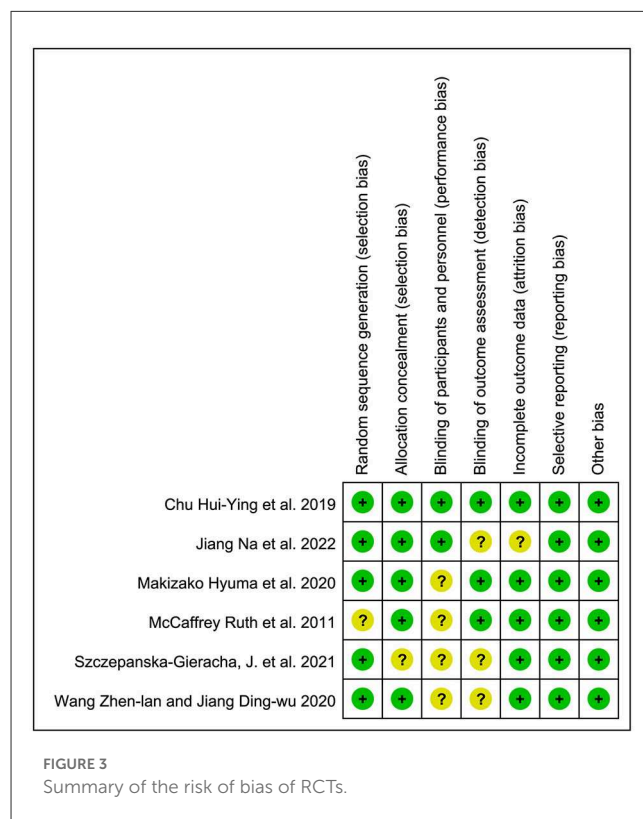 Random sequence generation (selection bias)
Allocation concealment (selection bias)
Blinding of participants and personnel (performance bias)
Blinding of outcome assessment (detection bias)
Incomplete outcome data (attrition bias)
Selective reporting (reporting bias)
Other bias
Chu Hui-Ying et al. 2019 + + + + + + +
Jiang Na et al. 2022 + + + ? ? + +
Makizako Hyuma et al. 2020 + + ? + + + +
McCaffrey Ruth et al. 2011 ? + ? + + + +
Szczepanska-Gieracha, J. et al. 2021 + ? ? ? + + +
Wang Zhen-lan and Jiang Ding-wu 2020 + + ? ? + + +
FIGURE 3
Summary of the risk of bias of RCTs.